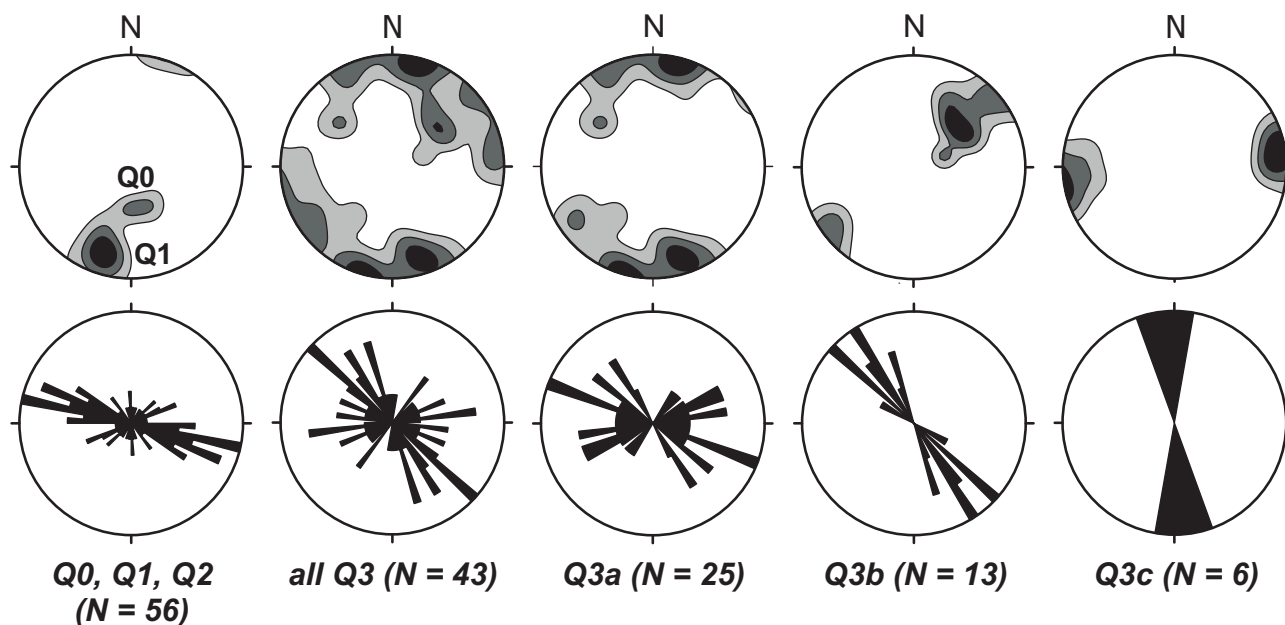 N N N N N
Q0
Q1
Q0, Q1, Q2 all Q3 (N = 43) Q3a (N = 25) Q3b (N = 13) Q3c (N = 6)
(N = 56)